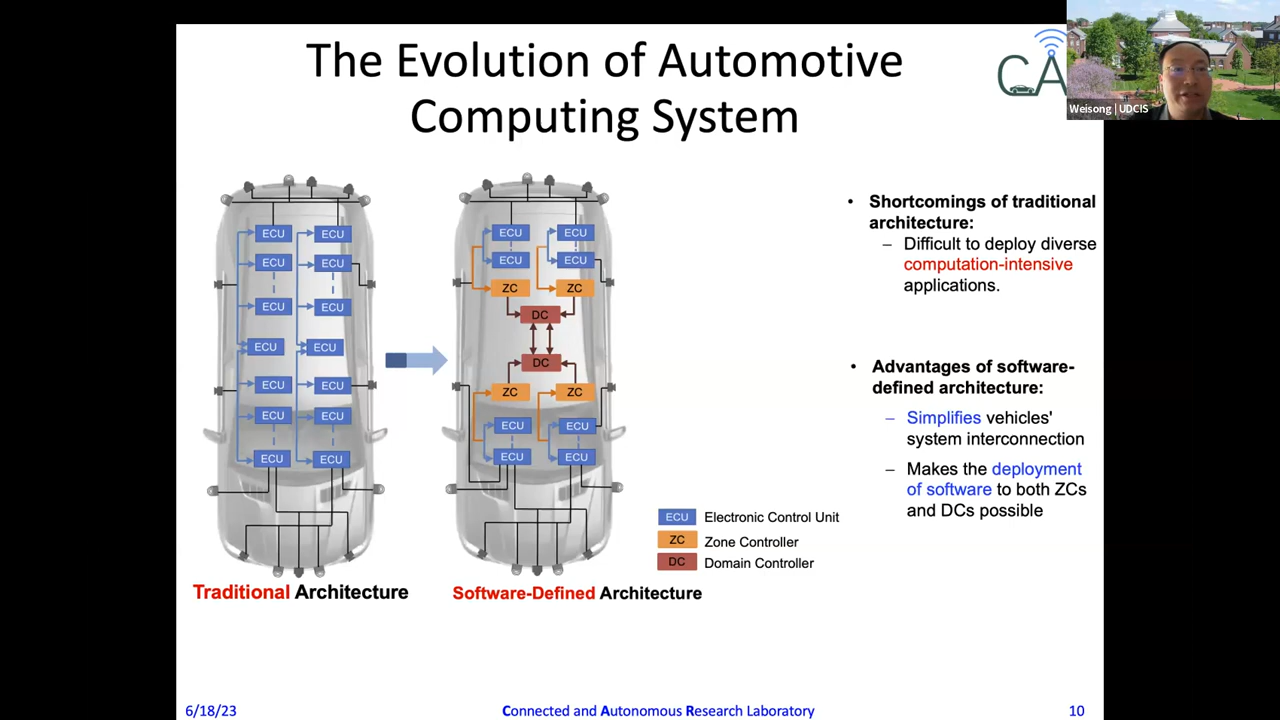 The Evolution of Automotive
Computing System
CA
Weisong | UDCIS
ECU ECU
ECU ECU
ECU ECU
ECU ECU
ECU ECU
ECU ECU
ECU ECU
Traditional Architecture
ECU ECU
ECU ECU
ZC ZC
DC
DC
ZC ZC
ECU ECU
ECU ECU
Software-Defined Architecture
ECU Electronic Control Unit
ZC Zone Controller
DC Domain Controller
• Shortcomings of traditional
architecture:
– Difficult to deploy diverse
computation-intensive
applications.
• Advantages of software-
defined architecture:
– Simplifies vehicles'
system interconnection
– Makes the deployment
of software to both ZCs
and DCs possible
6/18/23
Connected and Autonomous Research Laboratory
10